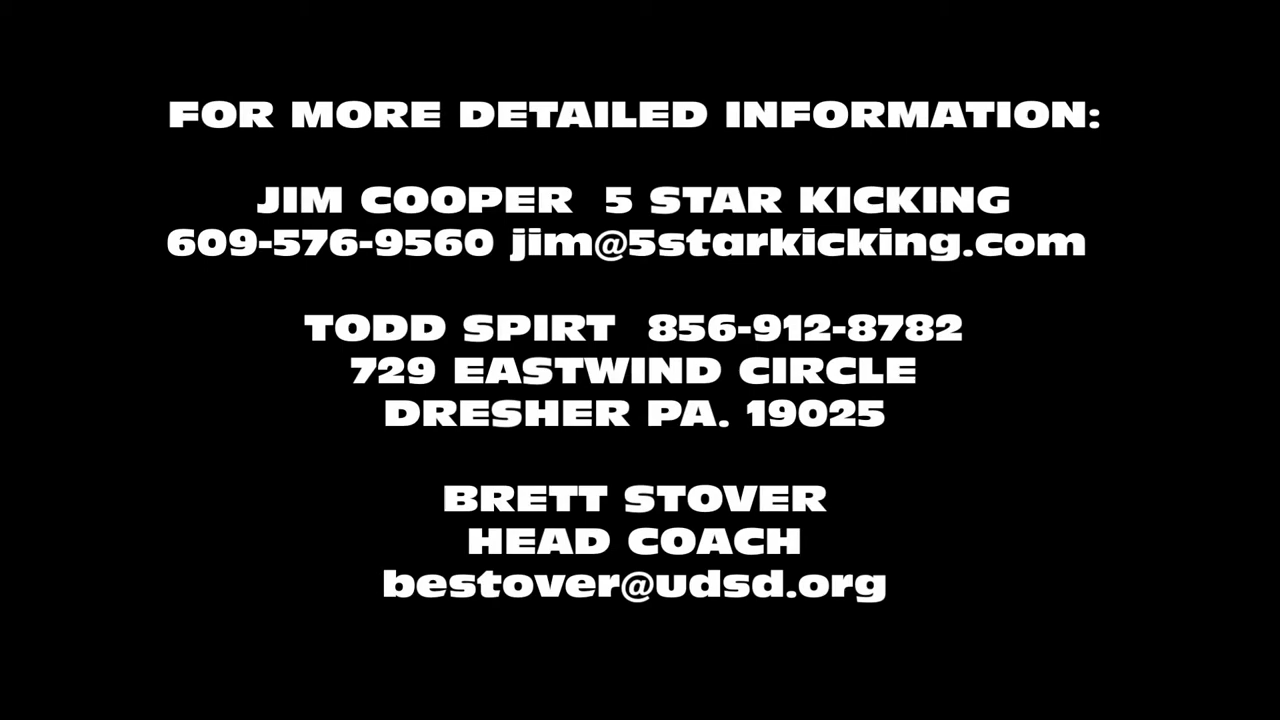 FOR MORE DETAILED INFORMATION:
JIM COOPER 5 STAR KICKING
609-576-9560 jim@5starkicking.com
TODD SPIRT 856-912-8782
729 EASTWIND CIRCLE
DRESHER PA. 19025
BRETT STOVER
HEAD COACH
bestover@udsd.org